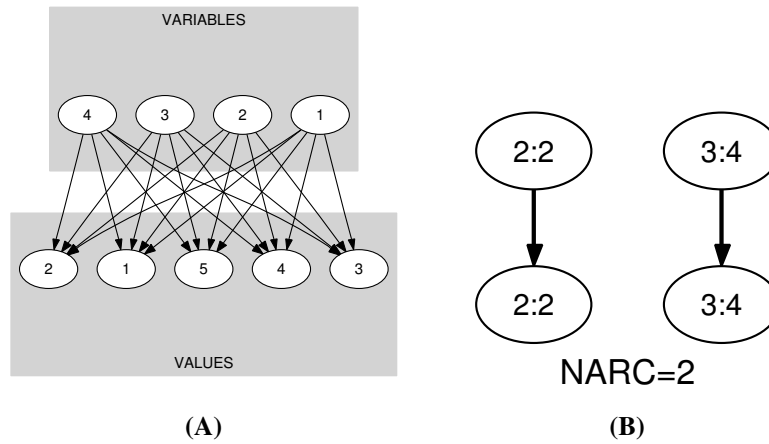 VARIABLES
4 3 2 1
2 1 5 4 3
VALUES
2:2 3:4
2:2 3:4
NARC=2
(A) (B)